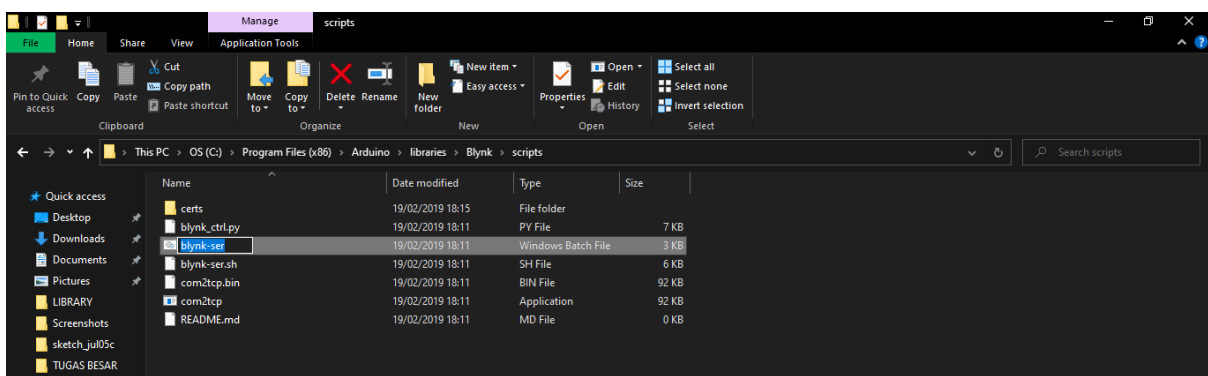 Manage scripts
File Home Share View Application Tools
Pin to Quick access
Copy
Paste
Cut
Copy path
Paste shortcut
Clipboard
Move to
Copy to
Delete
Rename
Organize
New folder
New item
Easy access
New
Properties
Open
Edit
History
Open
Select all
Select none
Invert selection
Select
This PC > OS (C:) > Program Files (x86) > Arduino > libraries > Blynk > scripts
Search scripts
Name Date modified Type Size
Quick access
Desktop
Downloads
Documents
Pictures
LIBRARY
Screenshots
sketch_jul05c
TUGAS BESAR
certs 19/02/2019 18:15 File folder
blynk_ctrl.py 19/02/2019 18:11 PY File 7 KB
blynk-ser 19/02/2019 18:11 Windows Batch File 3 KB
blynk-ser.sh 19/02/2019 18:11 SH File 6 KB
com2tcp.bin 19/02/2019 18:11 BIN File 92 KB
com2tcp 19/02/2019 18:11 Application 92 KB
README.md 19/02/2019 18:11 MD File 0 KB